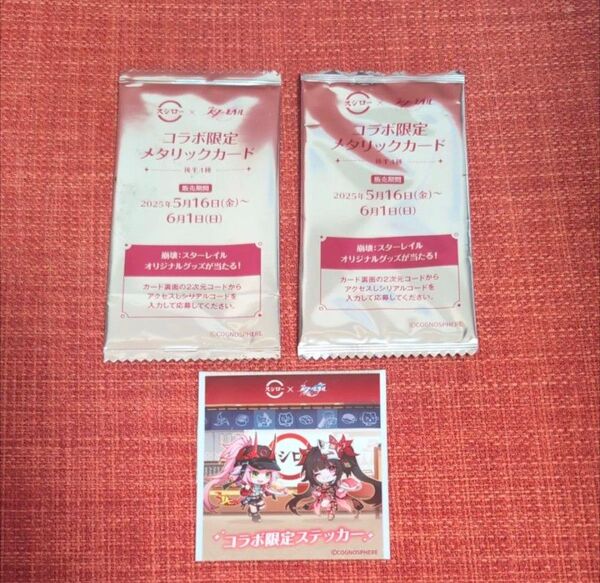 スシロー × スターレイル
コラボ限定
メタリックカード
後半4種
販売期間
2025年5月16日(金)〜
6月1日(日)
崩壊：スターレイル
オリジナルグッズが当たる！
カード裏面の2次元コードから
アクセスしシリアルコードを
入力して応募してください。
©COGNOSPHERE
スシロー × スターレイル
コラボ限定
メタリックカード
後半4種
販売期間
2025年5月16日(金)〜
6月1日(日)
崩壊：スターレイル
オリジナルグッズが当たる！
カード裏面の2次元コードから
アクセスしシリアルコードを
入力して応募してください。
©COGNOSPHERE
スシロー × スターレイル
シロ
コラボ限定ステッカー
©COGNOSPHERE